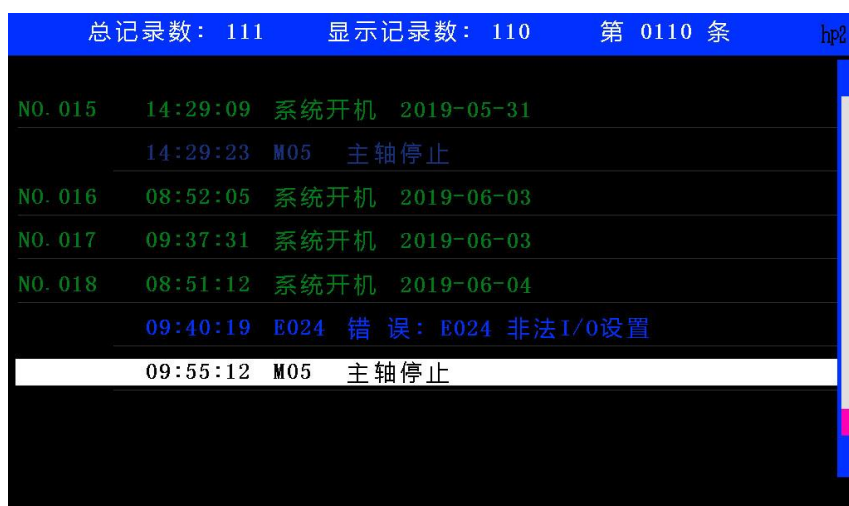 总记录数: 111 显示记录数: 110 第 0110 条 hp2
NO. 015 14:29:09 系统开机 2019-05-31
14:29:23 M05 主轴停止
NO. 016 08:52:05 系统开机 2019-06-03
NO. 017 09:37:31 系统开机 2019-06-03
NO. 018 08:51:12 系统开机 2019-06-04
09:40:19 E024 错 误: E024 非法I/O设置
09:55:12 M05 主轴停止